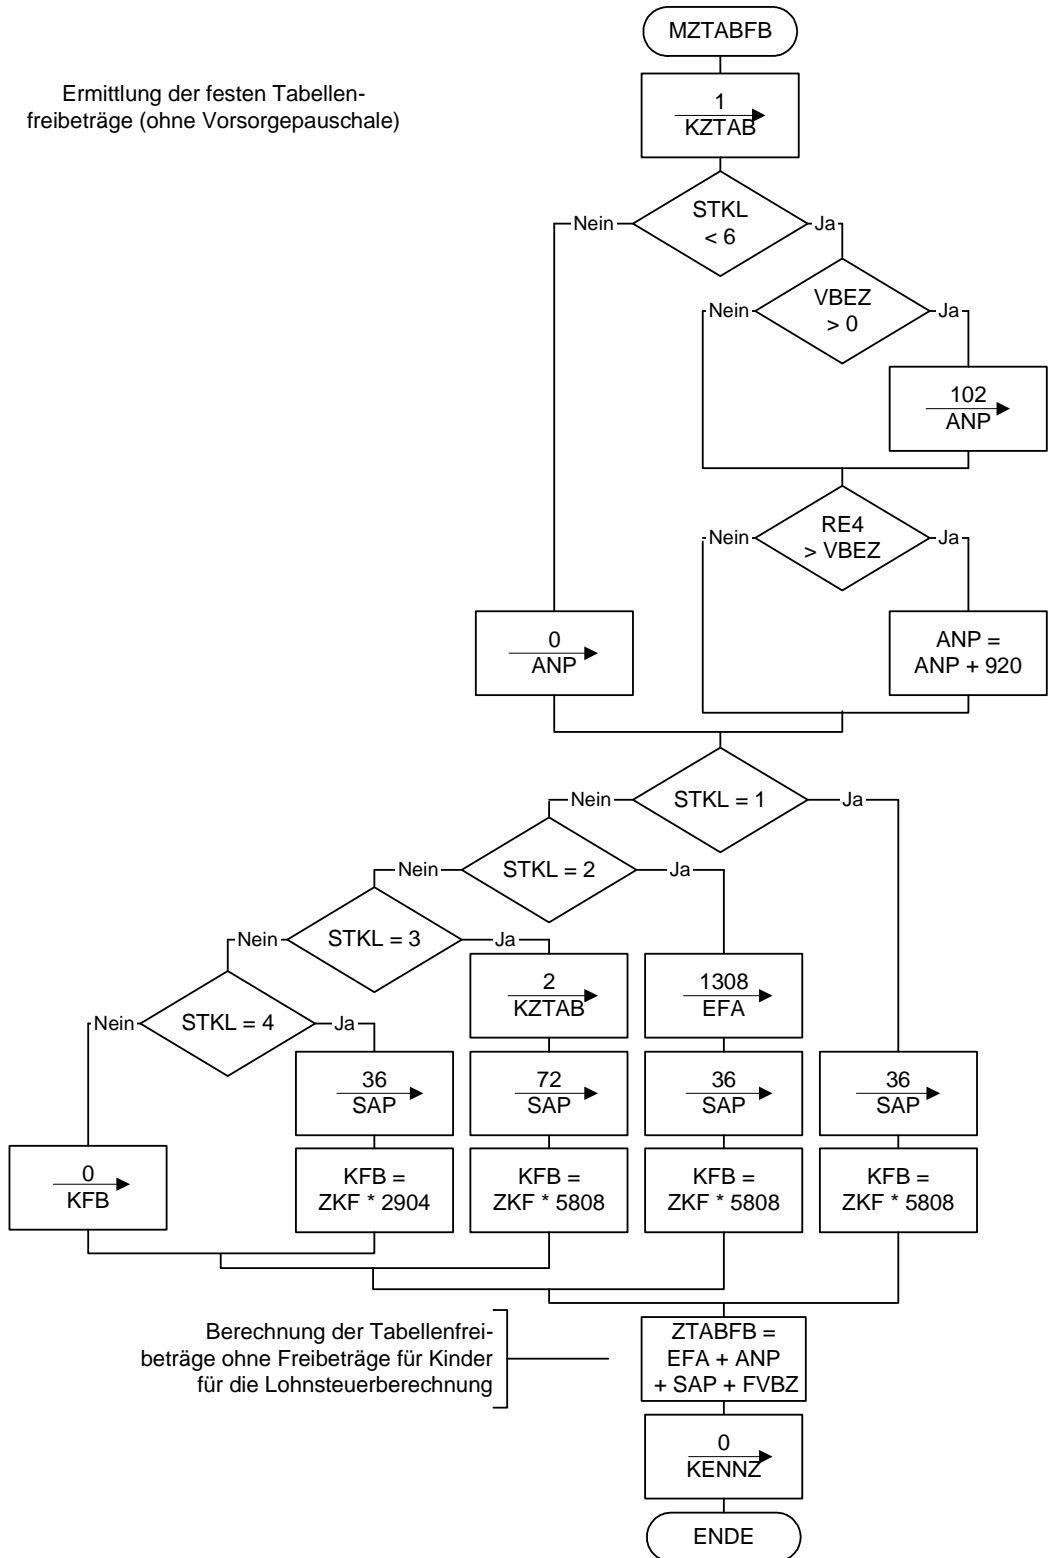 MZTABFB
Ermittlung der festen Tabellen-
freibeträge (ohne Vorsorgepauschale)
1
KZTAB
STKL
< 6
Nein
Ja
VBEZ
> 0
Nein
Ja
102
ANP
RE4
> VBEZ
Nein
Ja
0
ANP
ANP =
ANP + 920
STKL = 1
Nein
Ja
STKL = 2
Nein
Ja
STKL = 3
Nein
Ja
2
KZTAB
1308
EFA
STKL = 4
Nein
Ja
36
SAP
72
SAP
36
SAP
36
SAP
0
KFB
KFB =
ZKF * 2904
KFB =
ZKF * 5808
KFB =
ZKF * 5808
KFB =
ZKF * 5808
Berechnung der Tabellenfrei-
beträge ohne Freibeträge für Kinder
für die Lohnsteuerberechnung
ZTABFB =
EFA + ANP
+ SAP + FVBZ
0
KENNZ
ENDE